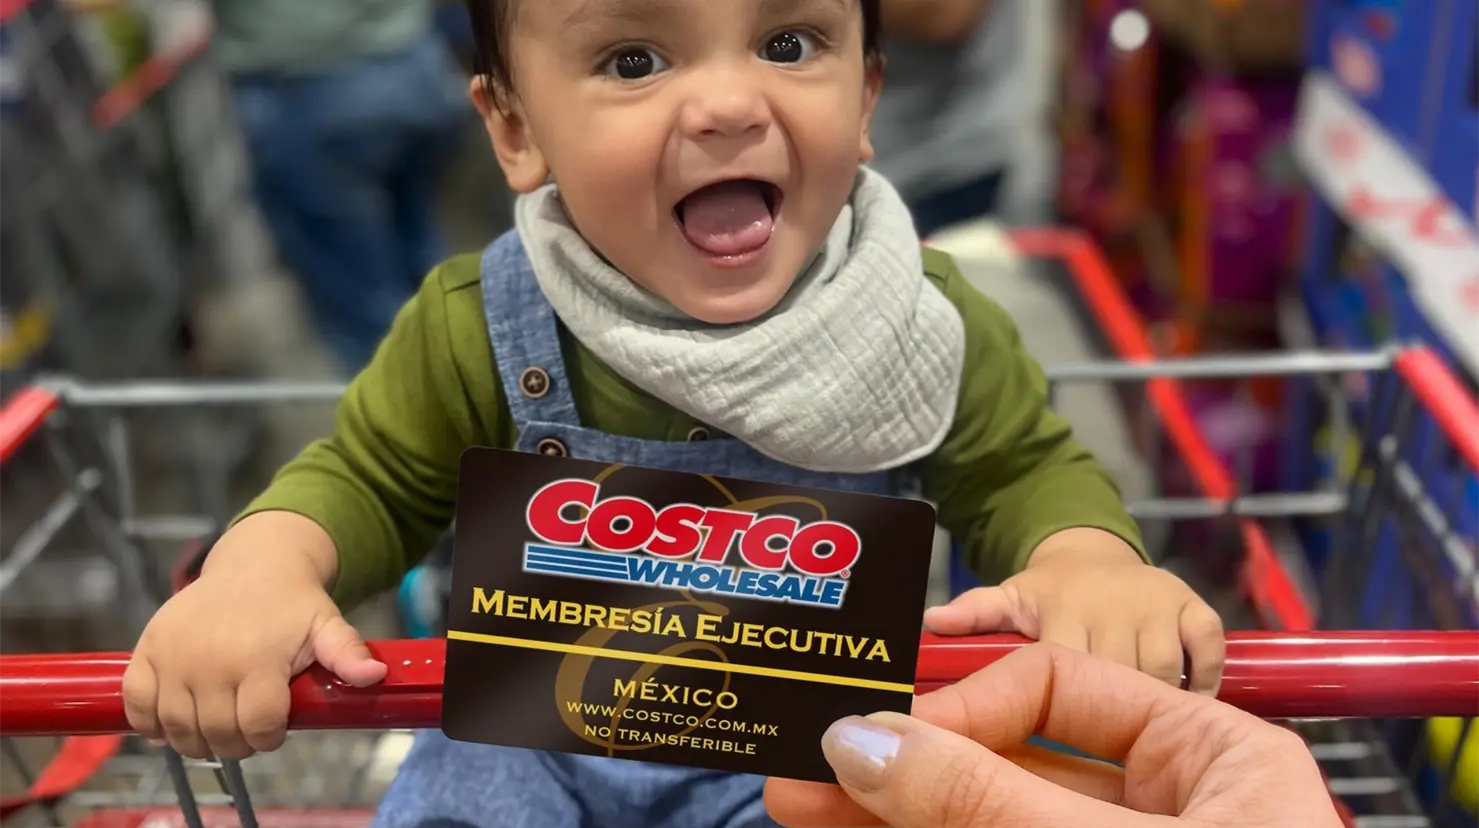 COSTCO
WHOLESALE
MEMBRESÍA EJECUTIVA
MÉXICO
WWW.COSTCO.COM.MX
NO TRANSFERIBLE